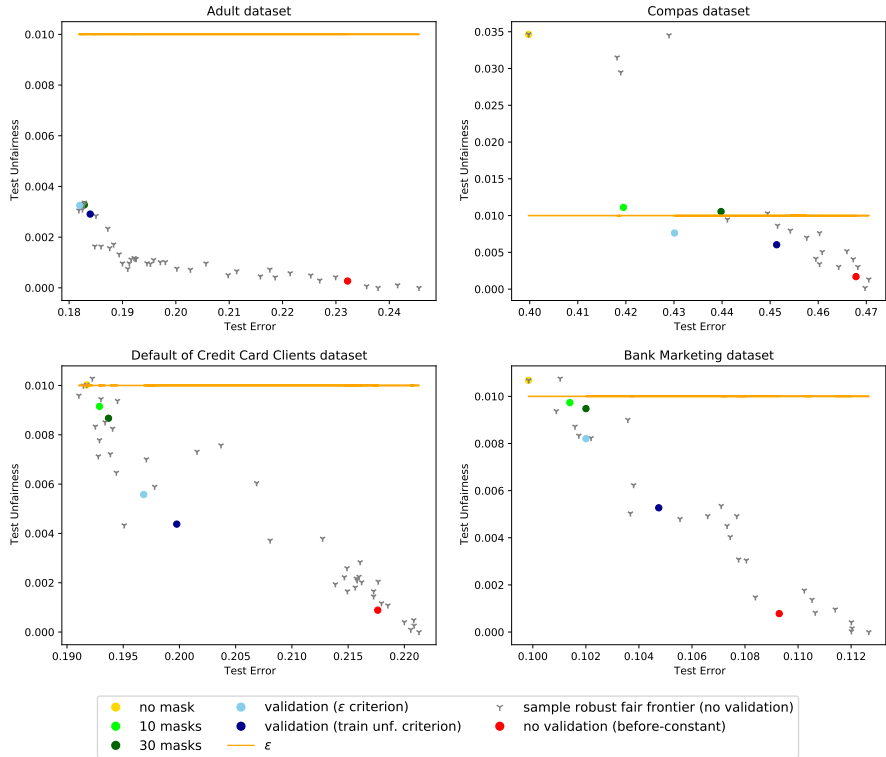 Adult dataset
Test Unfairness
0.010
0.008
0.006
0.004
0.002
0.000
0.18 0.19 0.20 0.21 0.22 0.23 0.24
Test Error
Compas dataset
Test Unfairness
0.035
0.030
0.025
0.020
0.015
0.010
0.005
0.000
0.40 0.41 0.42 0.43 0.44 0.45 0.46 0.47
Test Error
Default of Credit Card Clients dataset
Test Unfairness
0.010
0.008
0.006
0.004
0.002
0.000
0.190 0.195 0.200 0.205 0.210 0.215 0.220
Test Error
Bank Marketing dataset
Test Unfairness
0.010
0.008
0.006
0.004
0.002
0.000
0.100 0.102 0.104 0.106 0.108 0.110 0.112
Test Error
no mask
10 masks
30 masks
validation (ε criterion)
validation (train unf. criterion)
ε
sample robust fair frontier (no validation)
no validation (before-constant)